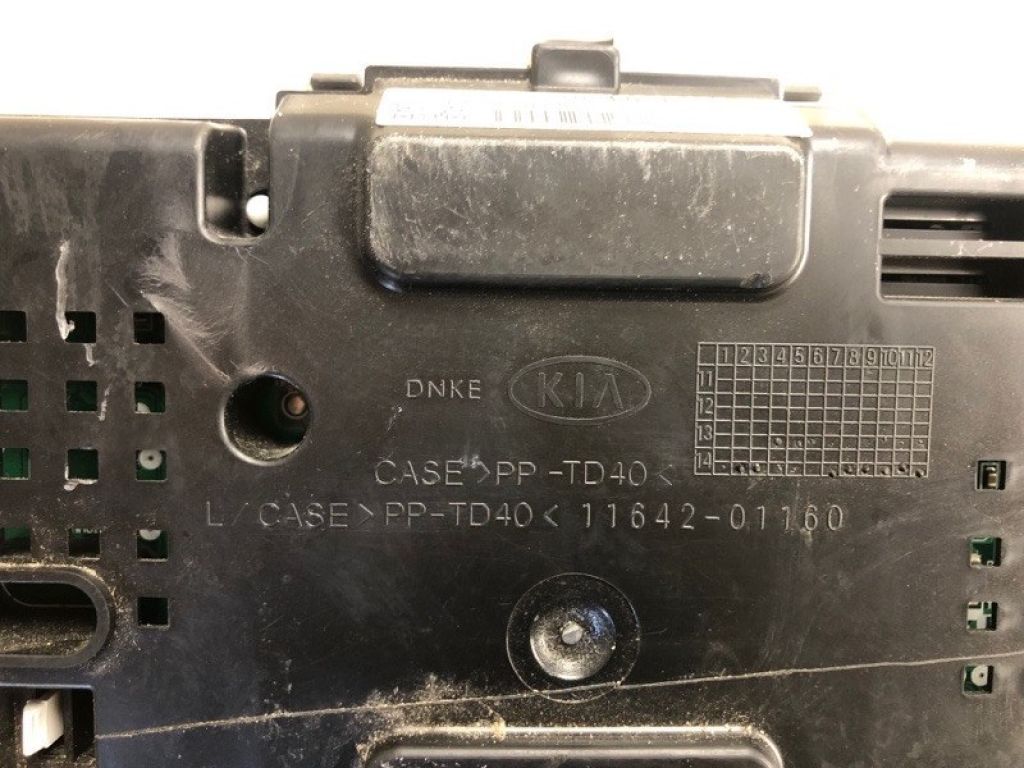 DNKE KIA
1 2 3 4 5 6 7 8 9 10 11 12
11
12
13
14
CASE >PP-TD40<
L/CASE >PP-TD40< 11642-01160